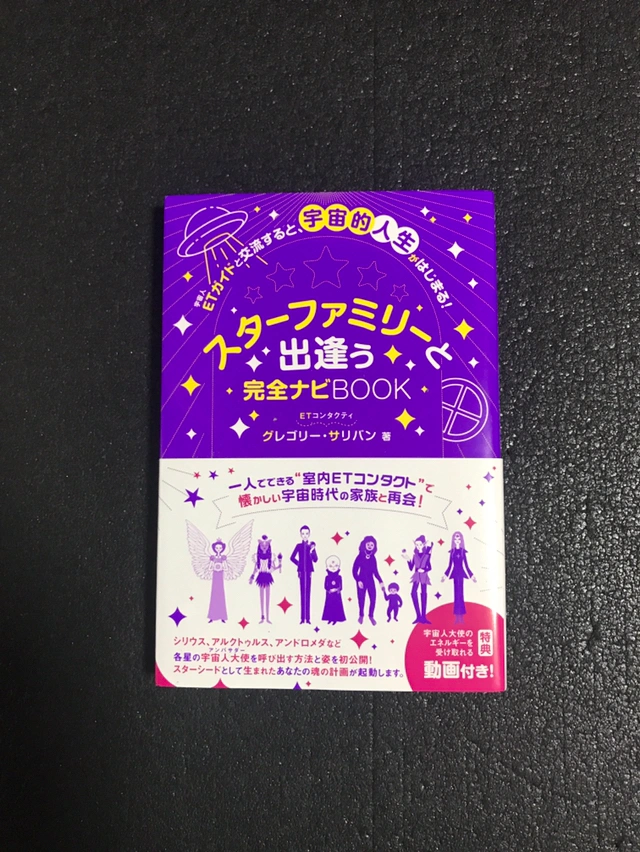 宇宙人
ETガイドと交流すると、宇宙的人生がはじまる!
スターファミリーと
出逢う
完全ナビBOOK
ETコンタクティ
グレゴリー・サリバン 著
一人でできる“室内ETコンタクト”で
懐かしい宇宙時代の家族と再会!
シリウス、アルクトゥルス、アンドロメダなど
アンバサダー
各星の宇宙人大使を呼び出す方法と姿を初公開!
スターシードとして生まれたあなたの魂の計画が起動します。
宇宙人大使の
エネルギーを
受け取れる
特典
動画付き!